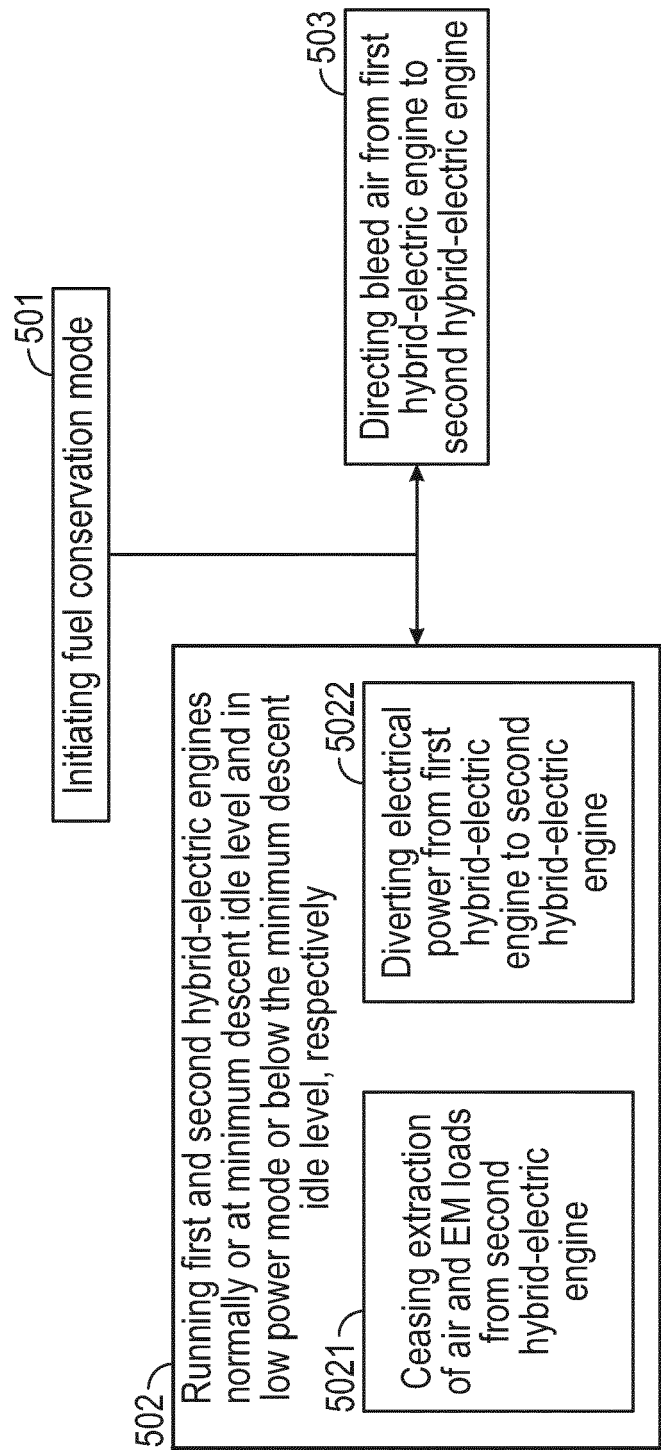 501
Initiating fuel conservation mode
502
Running first and second hybrid-electric engines
normally or at minimum descent idle level and in
low power mode or below the minimum descent
idle level, respectively
5021
Ceasing extraction
of air and EM loads
from second
hybrid-electric
engine
5022
Diverting electrical
power from first
hybrid-electric
engine to second
hybrid-electric
engine
503
Directing bleed air from first
hybrid-electric engine to
second hybrid-electric engine